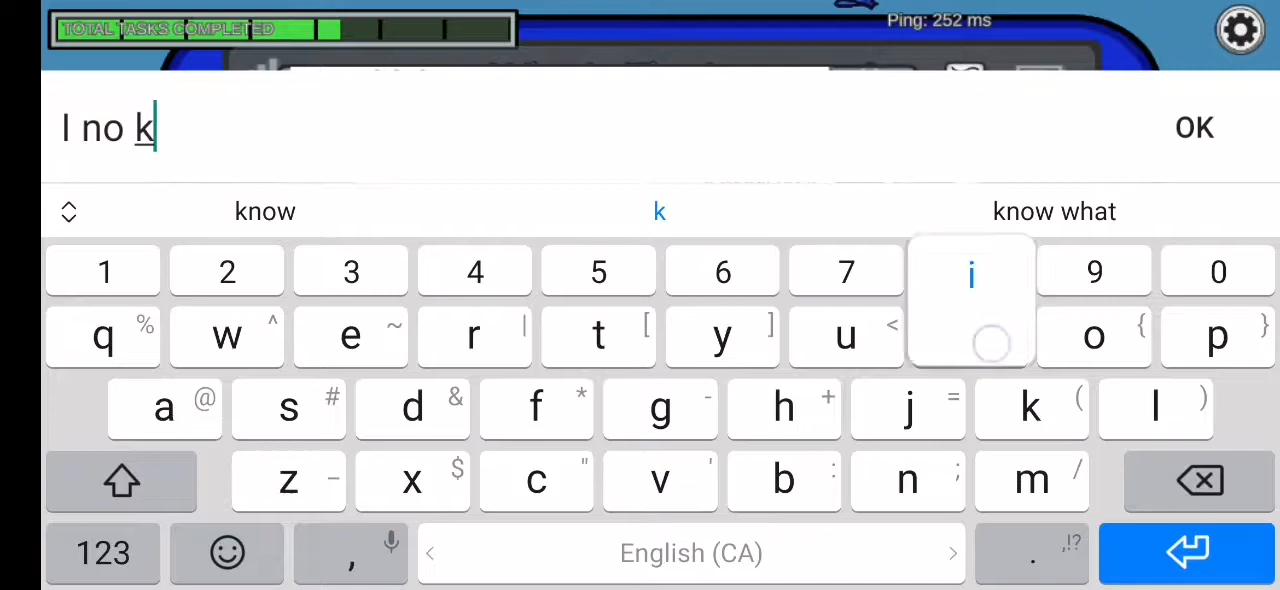 TOTAL TASKS COMPLETED
Ping: 252 ms
I no k
OK
know k know what
1 2 3 4 5 6 7 i 9 0
q % w ^ e ~ r | t [ y ] u < o { p }
a @ s # d & f * g - h + j = k ( l )
z _ x $ c " v ' b : n ; m /
123 , < English (CA) > . ,!?